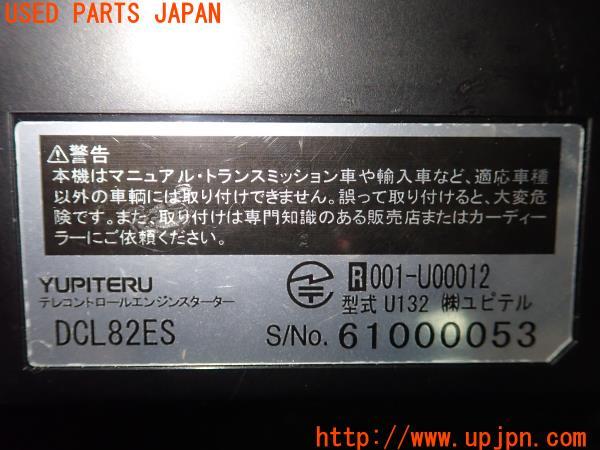 USED PARTS JAPAN
⚠警告
本機はマニュアル・トランスミッション車や輸入車など、適応車種
以外の車輌には取り付けできません。誤って取り付けると、大変危
険です。また、取り付けは専門知識のある販売店またはカーディー
ラーにご依頼ください。
YUPITERU
テレコントロールエンジンスターター
DCL82ES
R 001-U00012
型式 U132 ㈱ユピテル
S/No. 61000053
http://www.upjpn.com